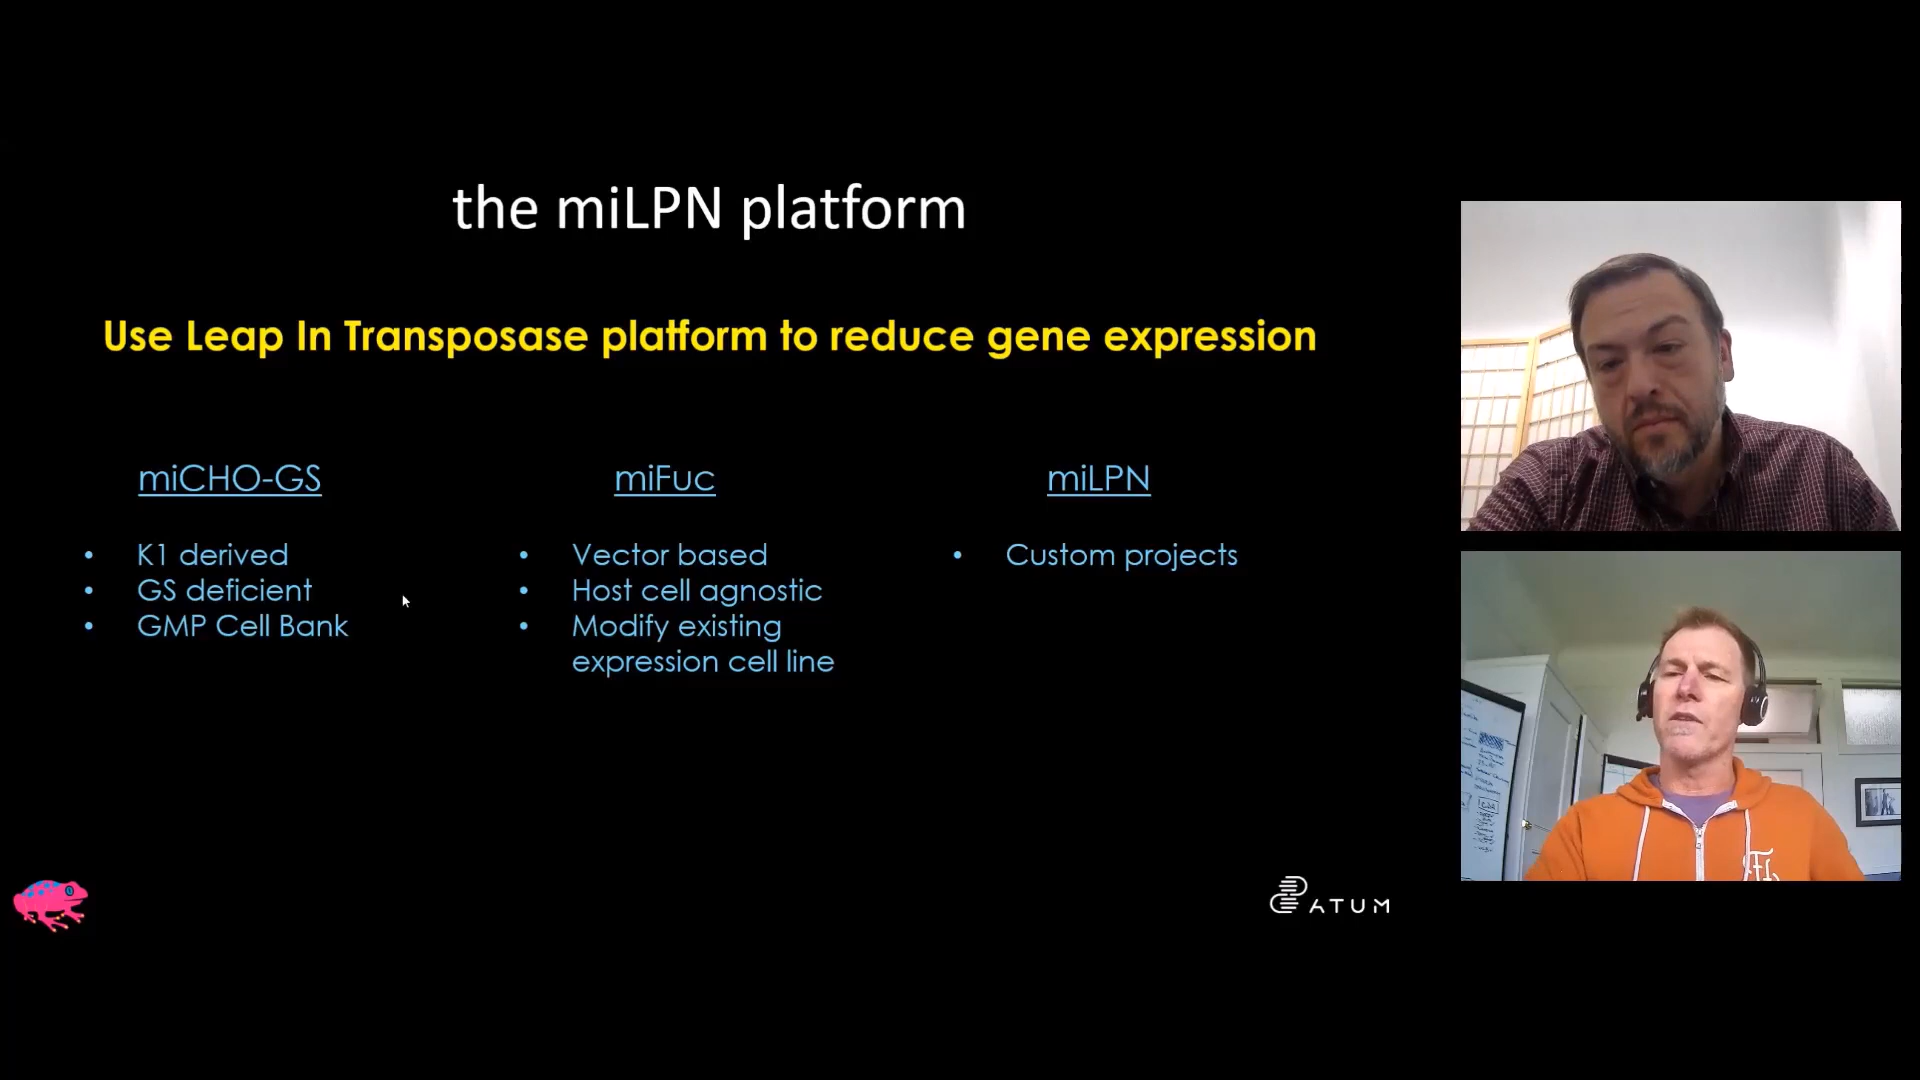 the miLPN platform
Use Leap In Transposase platform to reduce gene expression
miCHO-GS
• K1 derived
• GS deficient
• GMP Cell Bank
miFuc
• Vector based
• Host cell agnostic
• Modify existing
expression cell line
miLPN
• Custom projects
ATUM